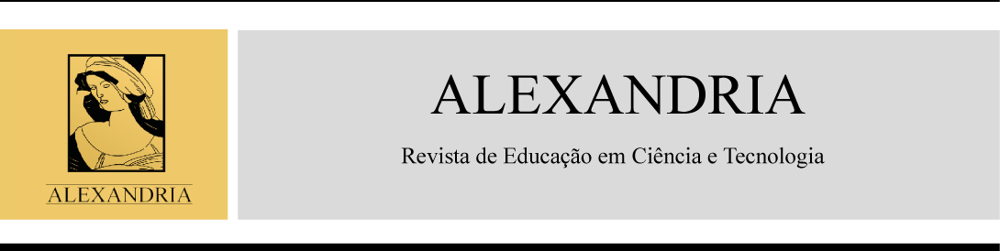 ALEXANDRIA
ALEXANDRIA
Revista de Educação em Ciência e Tecnologia